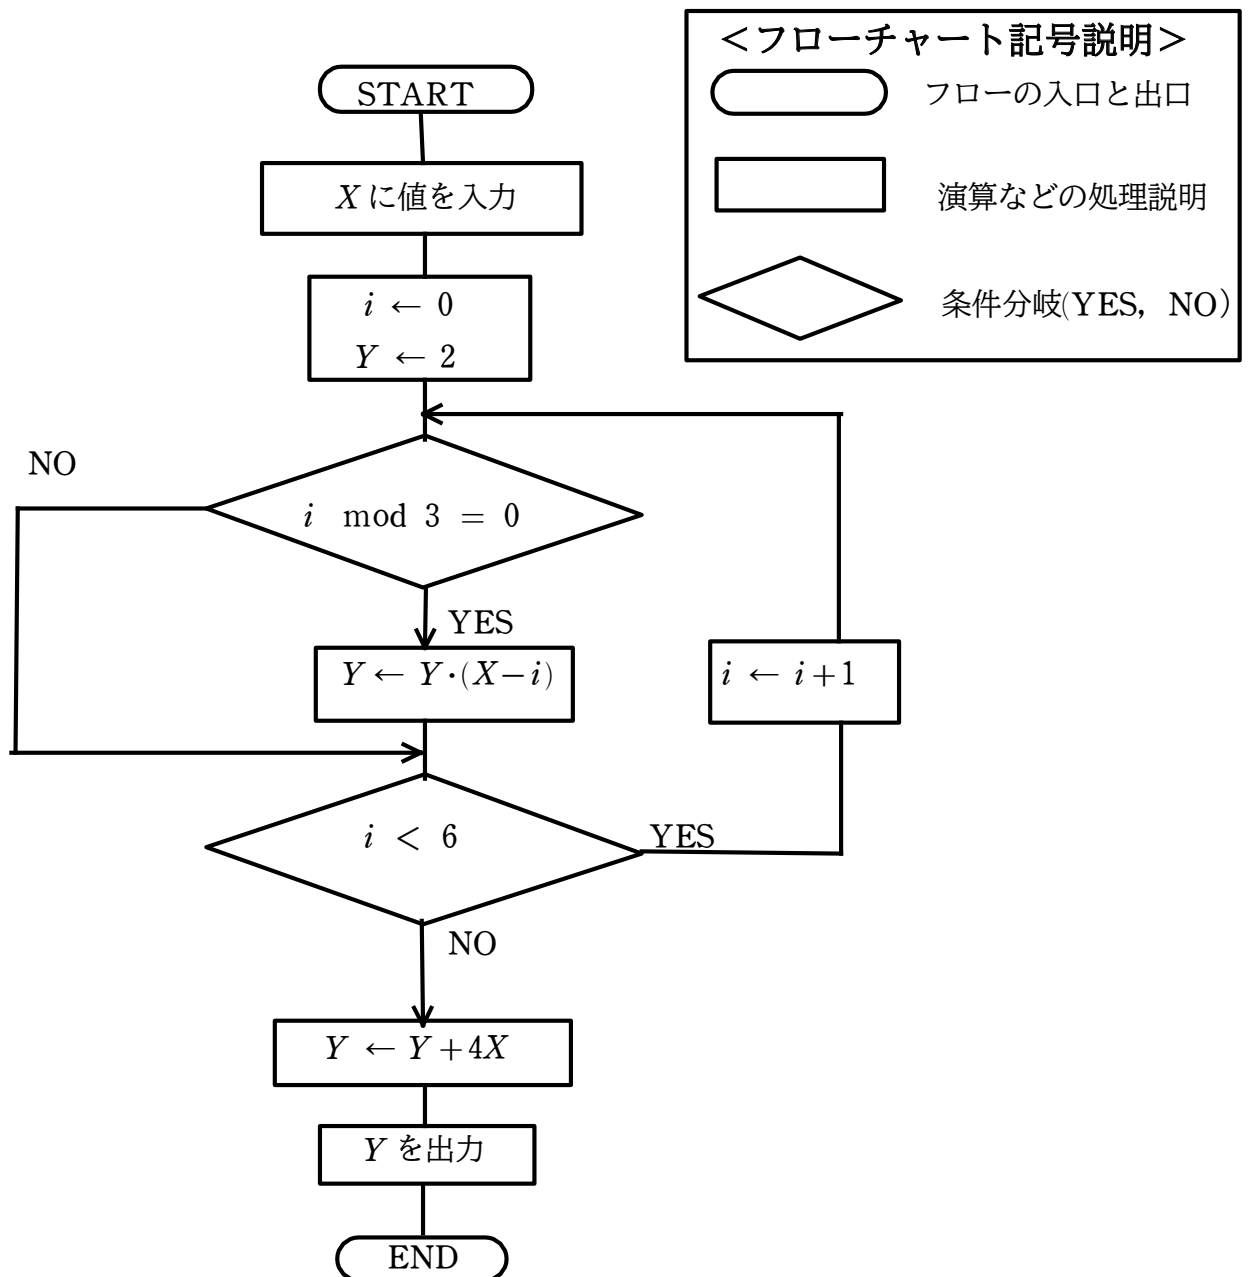 START
Xに値を入力
i ← 0
Y ← 2
NO
i mod 3 = 0
YES
Y ← Y·(X−i)
i ← i+1
i < 6
YES
NO
Y ← Y+4X
Yを出力
END
＜フローチャート記号説明＞
フローの入口と出口
演算などの処理説明
条件分岐(YES, NO)